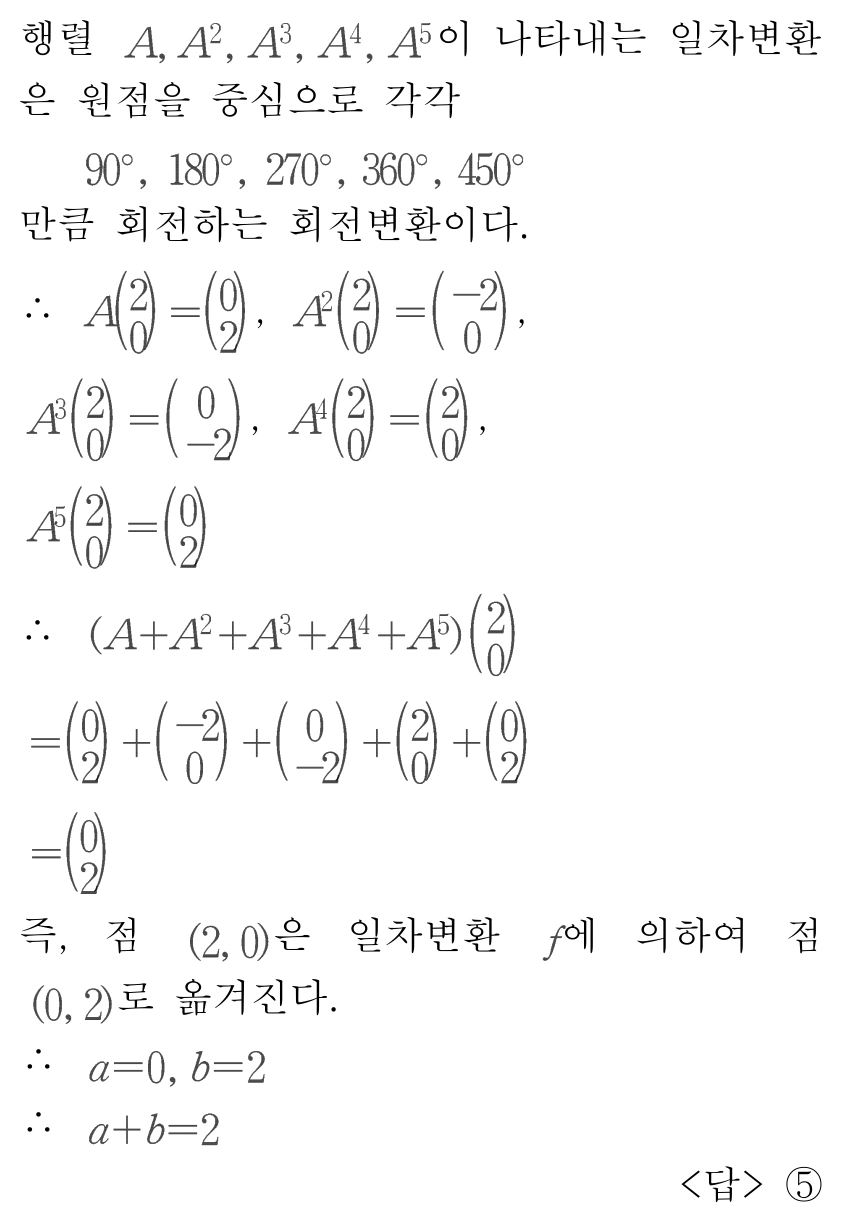 행렬 A, A², A³, A⁴, A⁵이 나타내는 일차변환
은 원점을 중심으로 각각
90°, 180°, 270°, 360°, 450°
만큼 회전하는 회전변환이다.
∴ A(2 0) = (0 2), A²(2 0) = (−2 0),
A³(2 0) = (0 −2), A⁴(2 0) = (2 0),
A⁵(2 0) = (0 2)
∴ (A+A²+A³+A⁴+A⁵)(2 0)
=(0 2)+(−2 0)+(0 −2)+(2 0)+(0 2)
=(0 2)
즉, 점 (2, 0)은 일차변환 f에 의하여 점
(0, 2)로 옮겨진다.
∴ a=0, b=2
∴ a+b=2
<답> ⑤